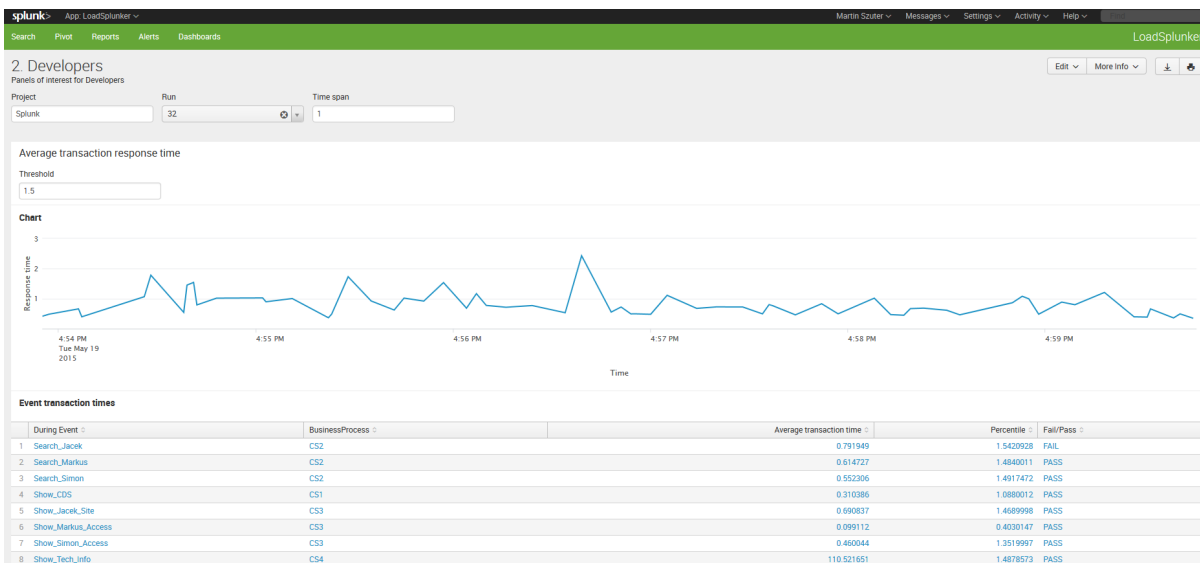 splunk> App: LoadSplunker Martin Szuter Messages Settings Activity Help
Search Pivot Reports Alerts Dashboards LoadSplunker
2. Developers Edit More Info
Panels of interest for Developers
Project Run Time span
Splunk 32 1
Average transaction response time
Threshold
1.5
Chart
3
2
1
Response time
4:54 PM 4:55 PM 4:56 PM 4:57 PM 4:58 PM 4:59 PM
Tue May 19
2015
Time
Event transaction times
During Event BusinessProcess Average transaction time Percentile Fail/Pass
1 Search_Jacek CS2 0.791949 1.5420928 FAIL
2 Search_Markus CS2 0.614727 1.4840011 PASS
3 Search_Simon CS2 0.552306 1.4917472 PASS
4 Show_CDS CS1 0.310386 1.0880012 PASS
5 Show_Jacek_Site CS3 0.690837 1.4689998 PASS
6 Show_Markus_Access CS3 0.099112 0.4030147 PASS
7 Show_Simon_Access CS3 0.460044 1.3519997 PASS
8 Show_Tech_Info CS4 110.521651 1.4878573 PASS